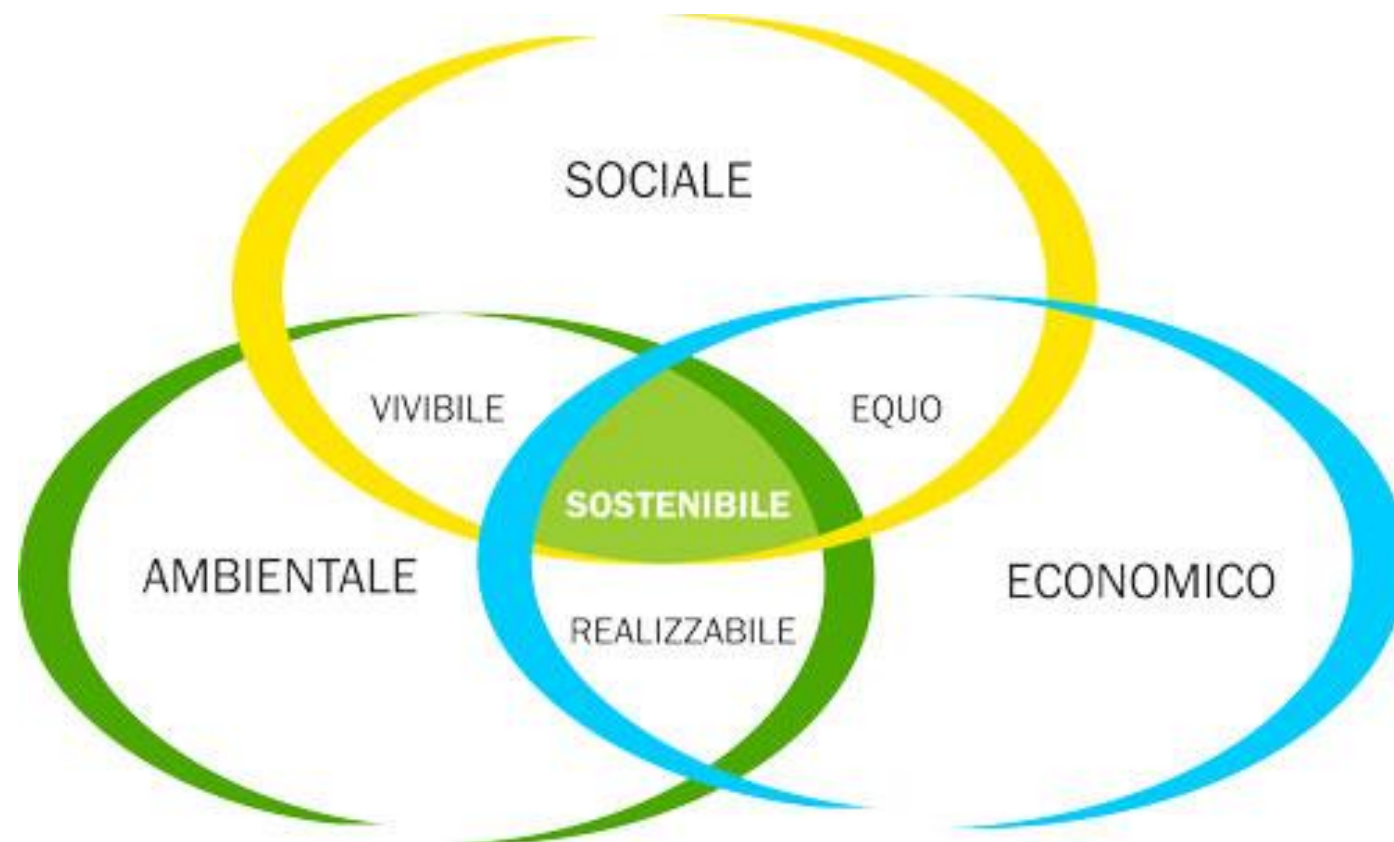 SOCIALE
VIVIBILE
EQUO
SOSTENIBILE
AMBIENTALE
ECONOMICO
REALIZZABILE